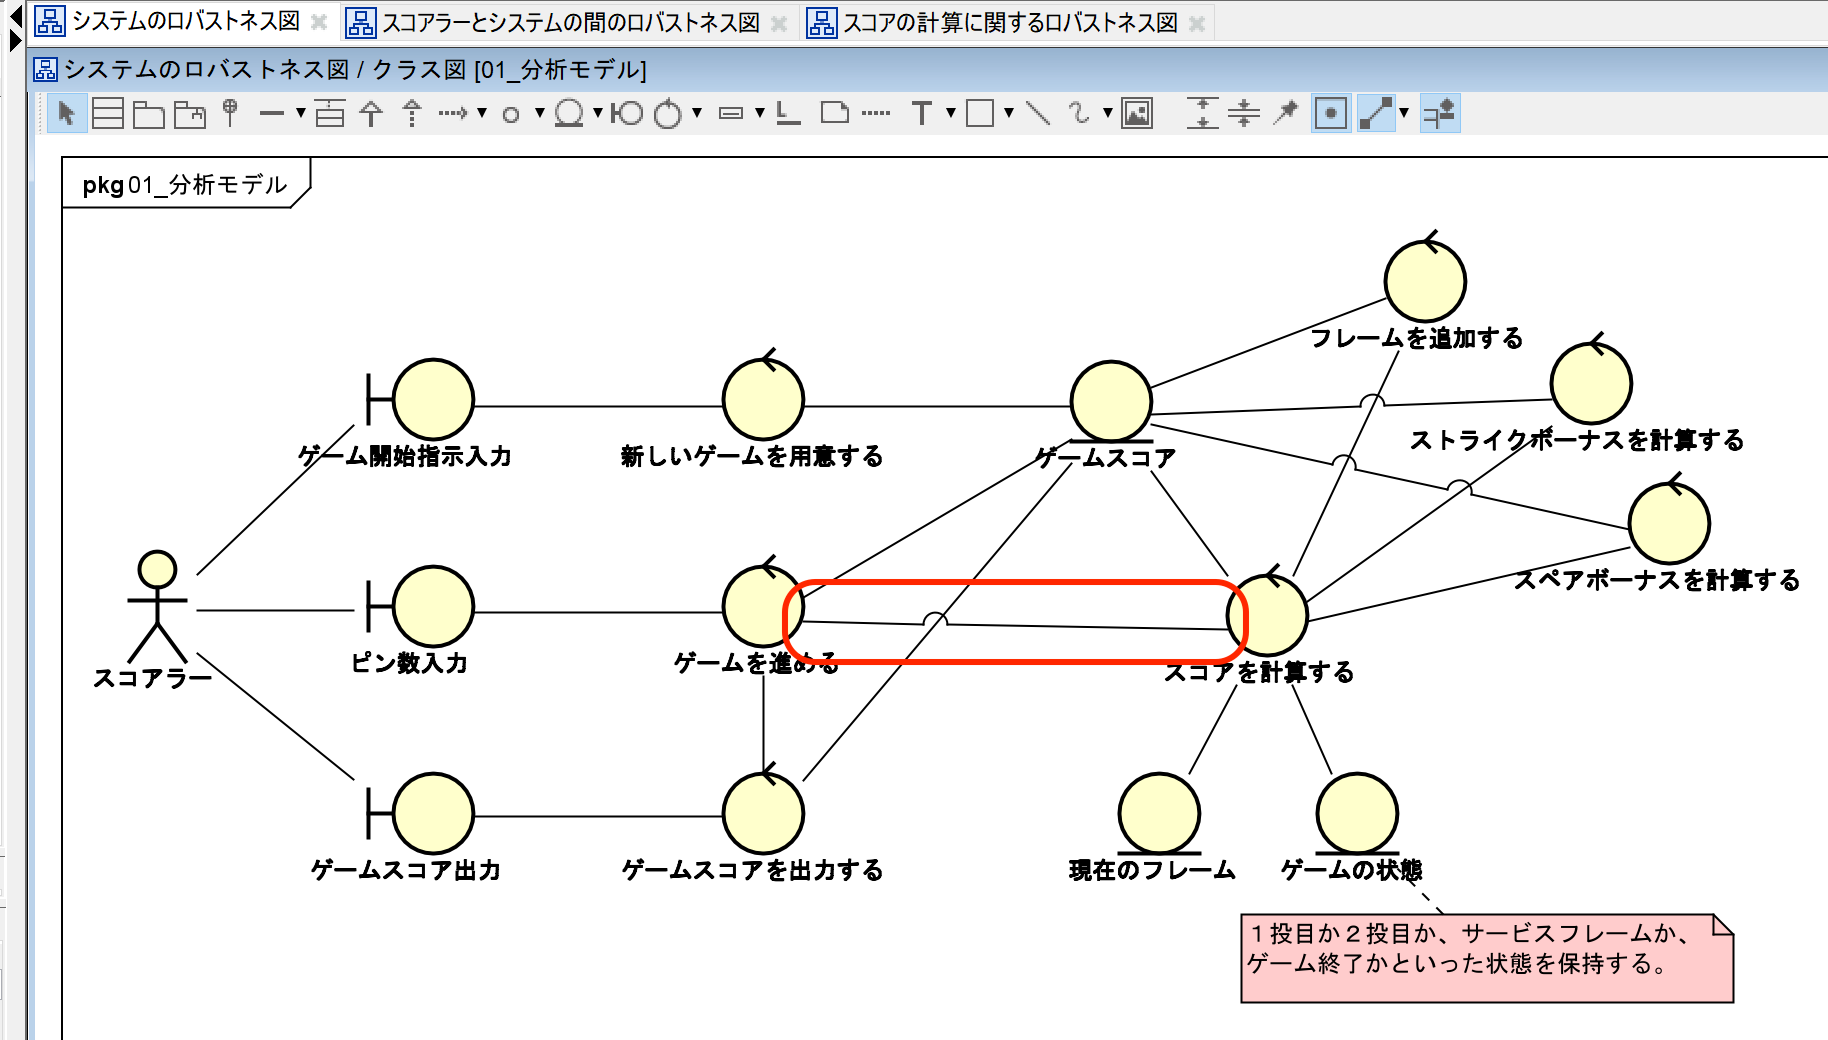 システムのロバストネス図
スコアラーとシステムの間のロバストネス図
スコアの計算に関するロバストネス図
システムのロバストネス図 / クラス図 [01_分析モデル]
pkg 01_分析モデル
フレームを追加する
ストライクボーナスを計算する
ゲーム開始指示入力
新しいゲームを用意する
ゲームスコア
スペアボーナスを計算する
スコアラー
ピン数入力
ゲームを進める
スコアを計算する
ゲームスコア出力
ゲームスコアを出力する
現在のフレーム
ゲームの状態
１投目か２投目か、サービスフレームか、
ゲーム終了かといった状態を保持する。